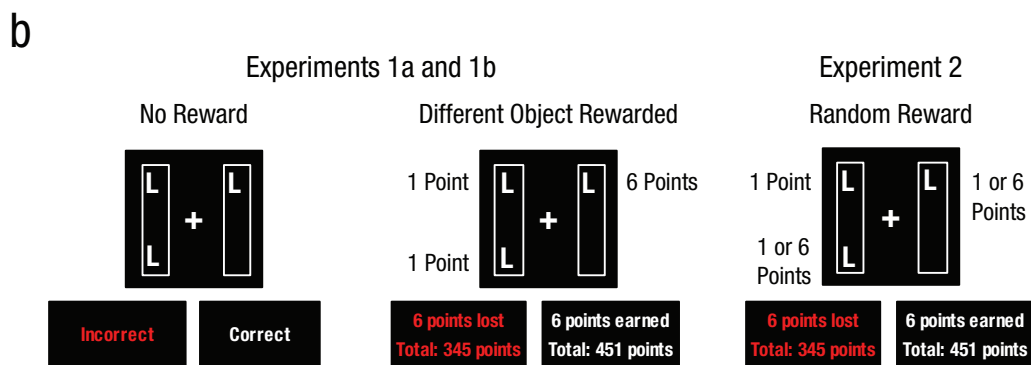 b
Experiments 1a and 1b
Experiment 2
No Reward
Different Object Rewarded
Random Reward
L L
+
L
1 Point
L L
6 Points
+
1 Point
L
1 Point
L L
1 or 6
Points
+
1 or 6
Points
L
Incorrect
Correct
6 points lost
Total: 345 points
6 points earned
Total: 451 points
6 points lost
Total: 345 points
6 points earned
Total: 451 points